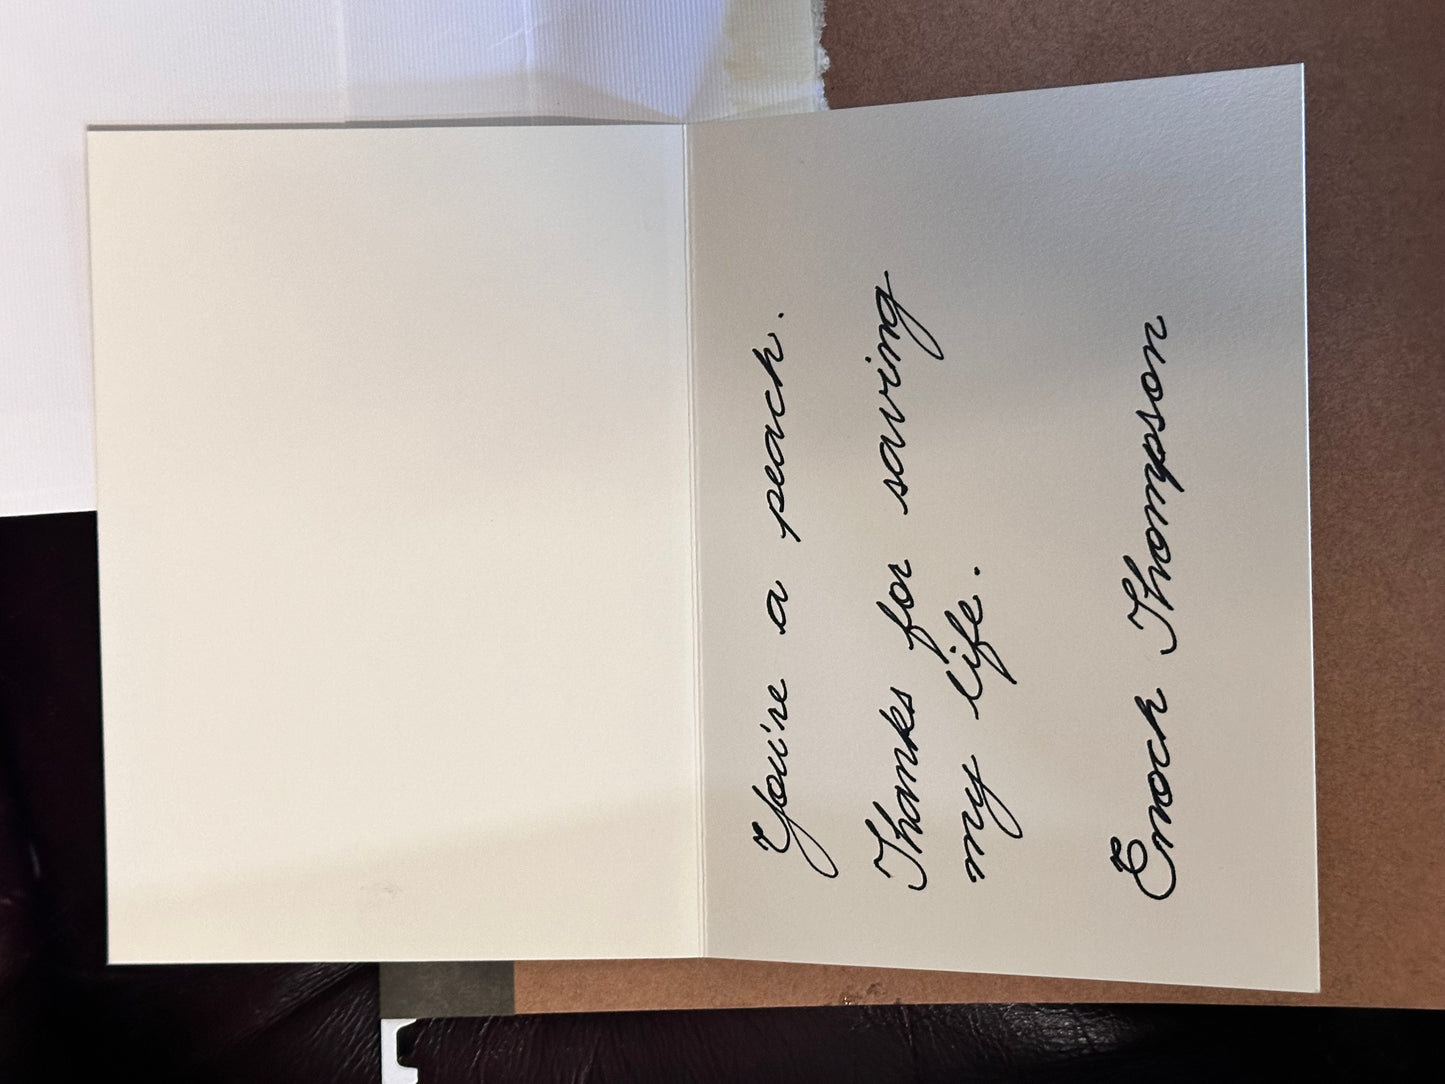 You're a peach.
Thanks for saving
my life.
Enoch Thompson